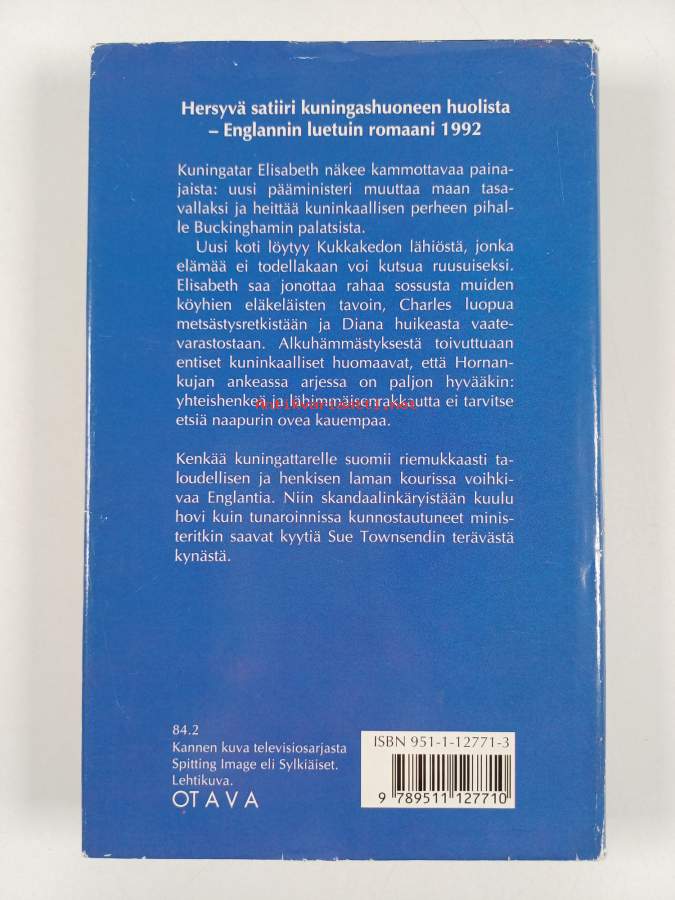 Hersyvä satiiri kuningashuoneen huolista
– Englannin luetuin romaani 1992
Kuningatar Elisabeth näkee kammottavaa paina-
jaista: uusi pääministeri muuttaa maan tasa-
vallaksi ja heittää kuninkaallisen perheen pihal-
le Buckinghamin palatsista.
Uusi koti löytyy Kukkakedon lähiöstä, jonka
elämää ei todellakaan voi kutsua ruusuiseksi.
Elisabeth saa jonottaa rahaa sossusta muiden
köyhien eläkeläisten tavoin, Charles luopua
metsästysretkistään ja Diana huikeasta vaate-
varastostaan. Alkuhämmästyksestä toivuttuaan
entiset kuninkaalliset huomaavat, että Hornan-
kujan ankeassa arjessa on paljon hyvääkin:
yhteishenkeä ja lähimmäisenrakkautta ei tarvitse
etsiä naapurin ovea kauempaa.
Kenkää kuningattarelle suomii riemukkaasti ta-
loudellisen ja henkisen laman kourissa voihki-
vaa Englantia. Niin skandaalinkäryistään kuulu
hovi kuin tunaroinnissa kunnostautuneet minis-
teritkin saavat kyytiä Sue Townsendin terävästä
kynästä.
84.2
Kannen kuva televisiosarjasta
Spitting Image eli Sylkiäiset.
Lehtikuva.
OTAVA
ISBN 951-1-12771-3
9 789511 127710